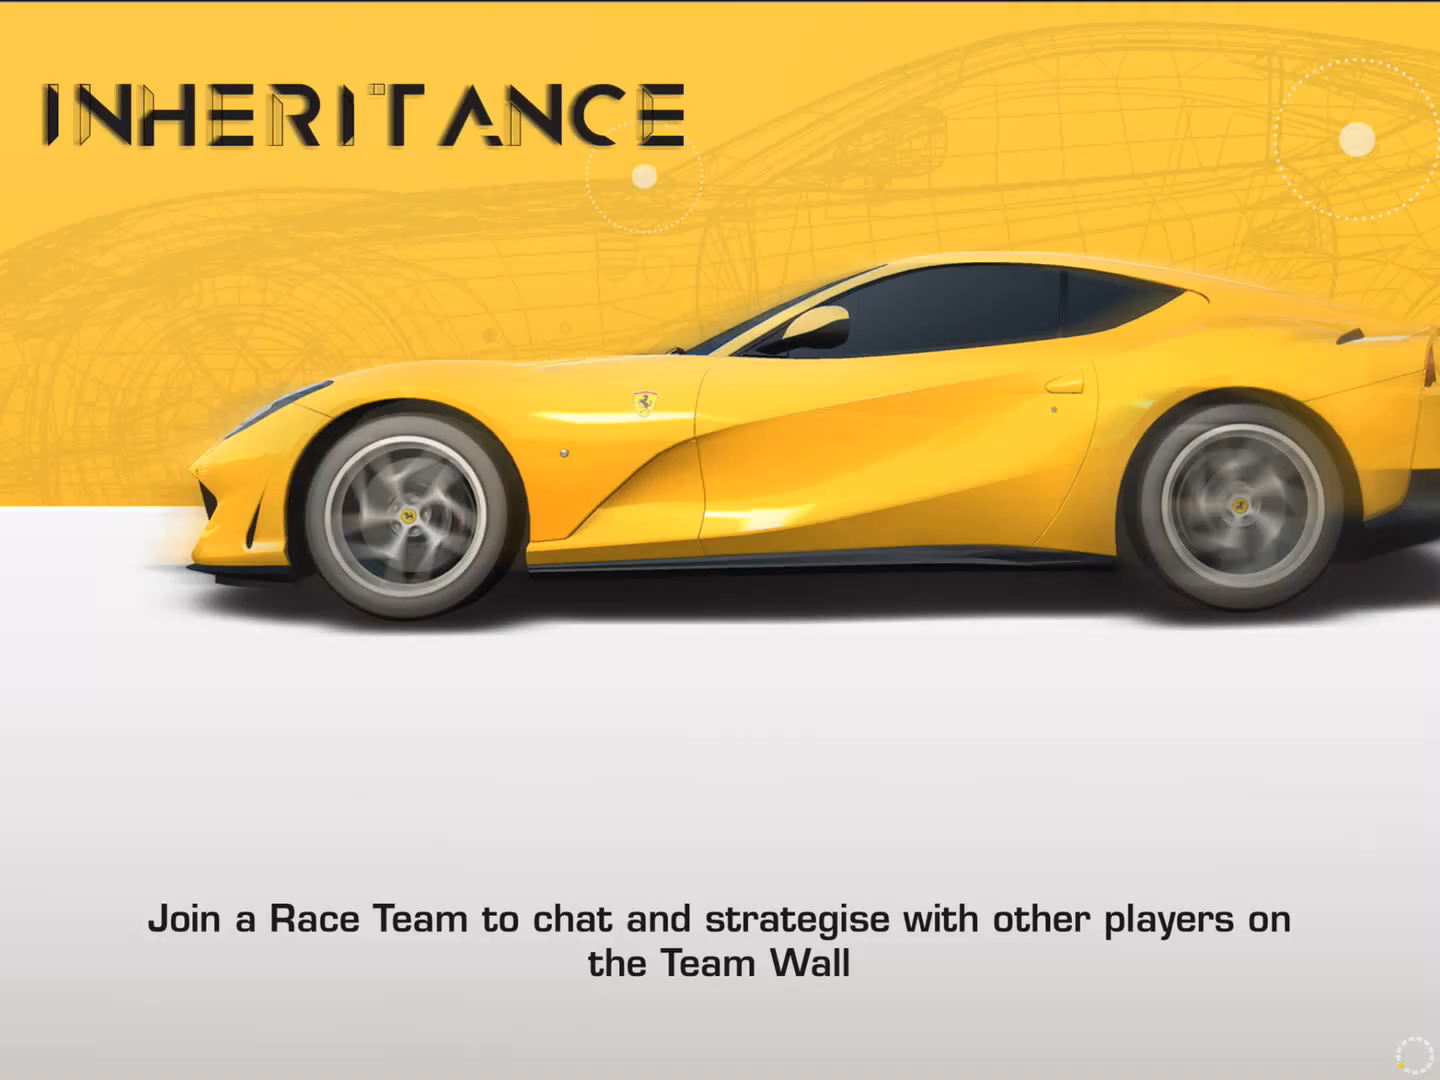 INHERITANCE
Join a Race Team to chat and strategise with other players on
the Team Wall